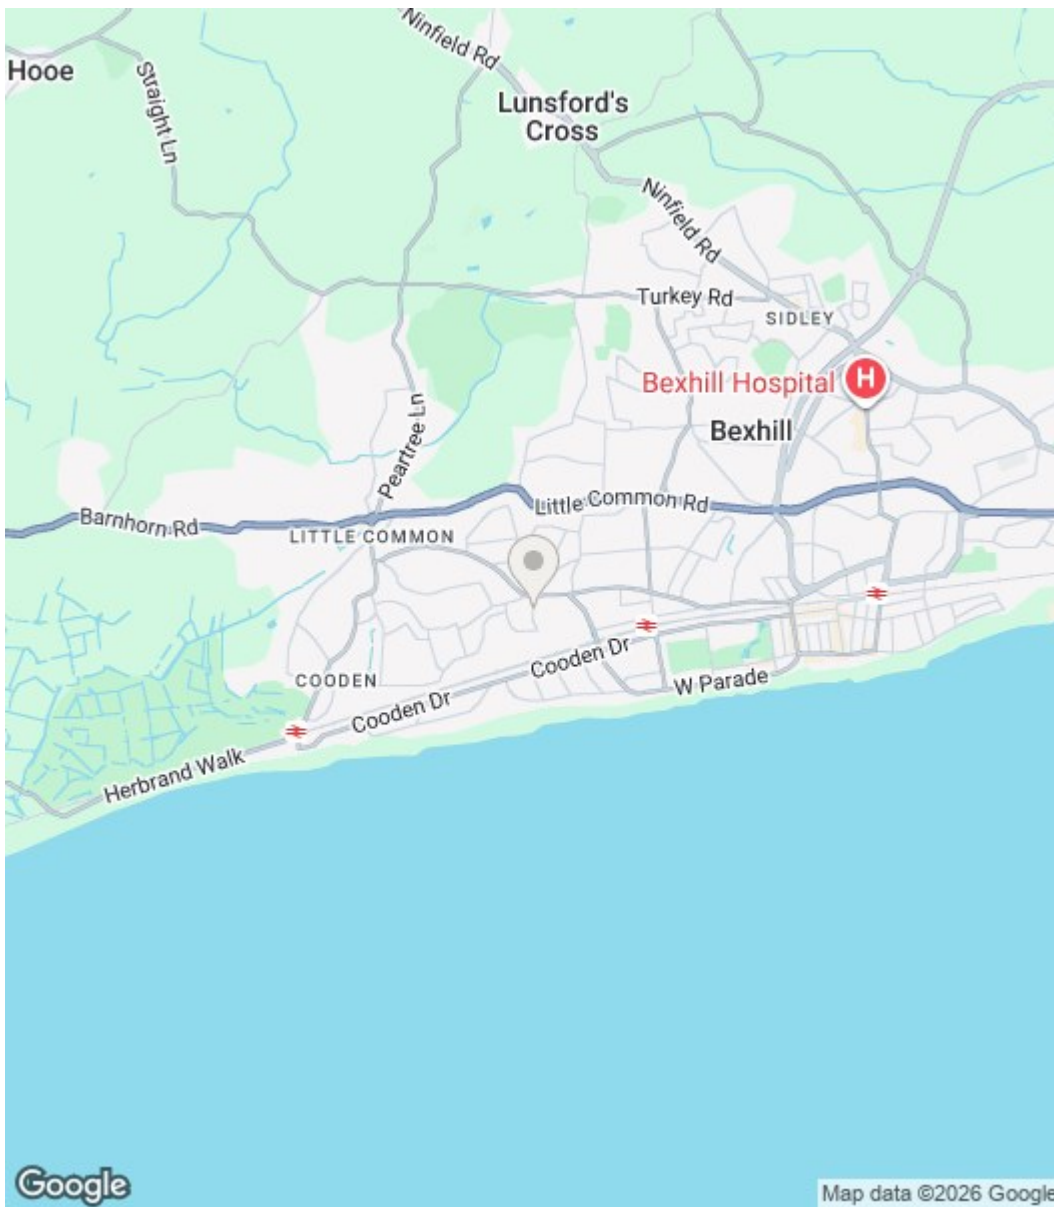 Ninfield Rd
Hooe
Straight Ln
Lunsford's
Cross
Ninfield Rd
Turkey Rd
SIDLEY
Bexhill Hospital
H
Bexhill
Peartree Ln
Little Common Rd
Barnhorn Rd
LITTLE COMMON
Cooden Dr
COODEN
W Parade
Cooden Dr
Herbrand Walk
Google
Map data ©2026 Google